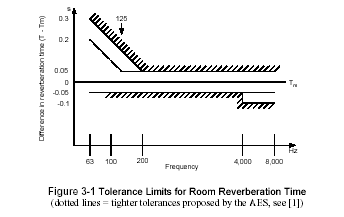 s
0.3
125
0.2
0.05
0
Tm
-0.05
-0.1
Difference in reverberation time (T - Tm)
Hz
63 100 200 4,000 8,000
Frequency
Figure 3-1 Tolerance Limits for Room Reverberation Time
(dotted lines = tighter tolerances proposed by the AES, see [1])